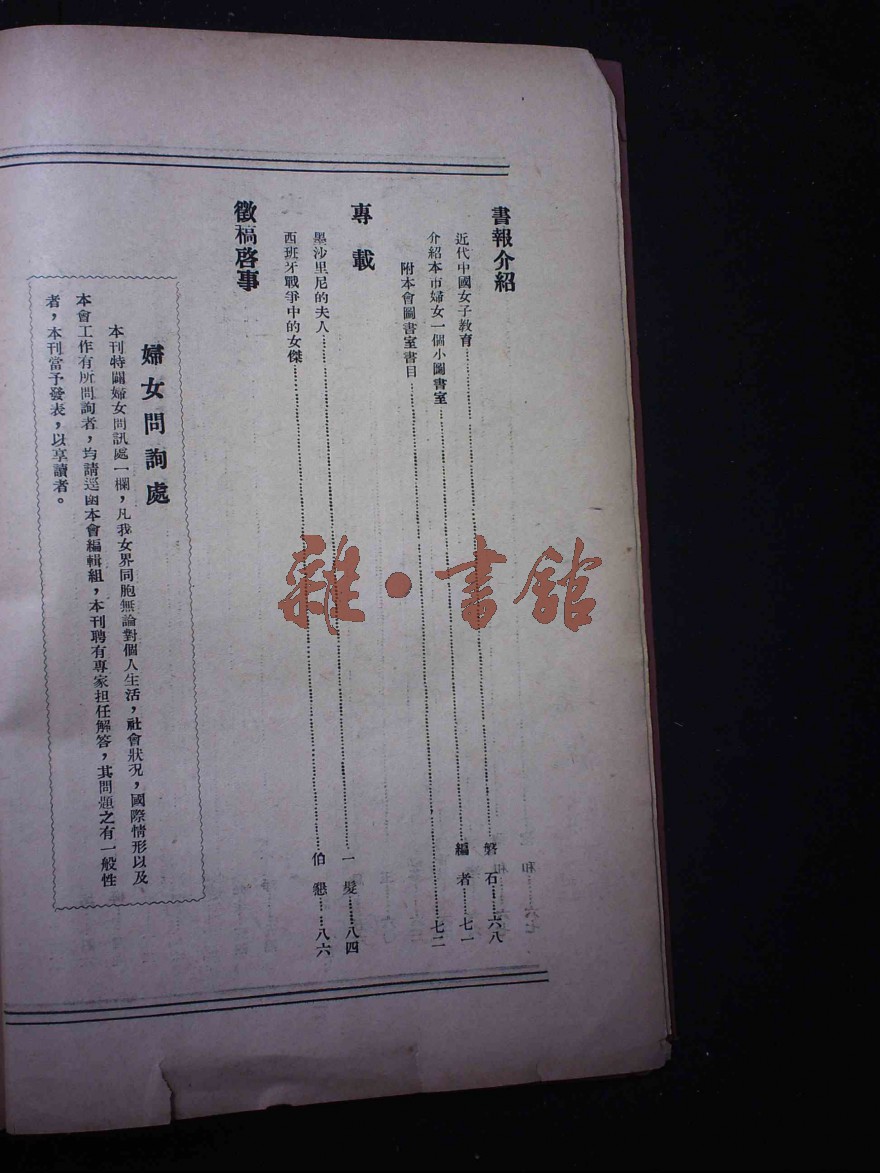 書報介紹
近代中國女子教育……磐石……六八
介紹本市婦女一個小圖書室……編者……七一
附本會圖書室書目……七二
專載
墨沙里尼的夫人……一髮……八四
西班牙戰爭中的女傑……伯懇……八六
徵稿啓事
婦女問詢處
本刊特闢婦女問訊處一欄，凡我女界同胞無論對個人生活，社會狀況，國際情形以及
本會工作有所問詢者，均請逕函本會編輯組，本刊聘有專家担任解答，其問題之有一般性
者，本刊當予發表，以享讀者。
雜·書館